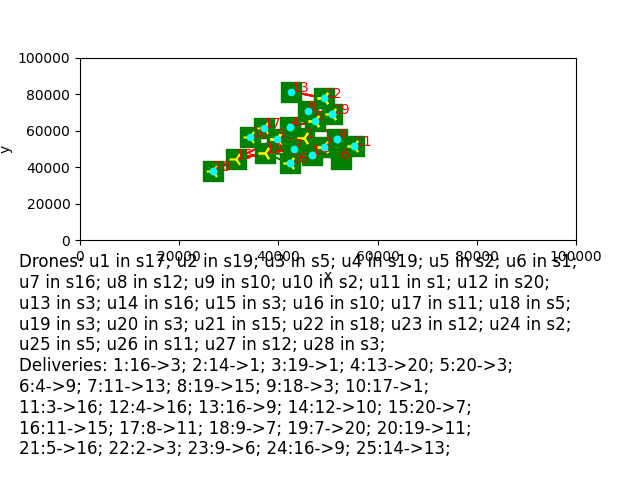 100000
80000
60000
40000
20000
0
y
0 20000 40000 60000 80000 100000
x
Drones: u1 in s17; u2 in s19; u3 in s5; u4 in s19; u5 in s2; u6 in s1;
u7 in s16; u8 in s12; u9 in s10; u10 in s2; u11 in s1; u12 in s20;
u13 in s3; u14 in s16; u15 in s3; u16 in s10; u17 in s11; u18 in s5;
u19 in s3; u20 in s3; u21 in s15; u22 in s18; u23 in s12; u24 in s2;
u25 in s5; u26 in s11; u27 in s12; u28 in s3;
Deliveries: 1:16->3; 2:14->1; 3:19->1; 4:13->20; 5:20->3;
6:4->9; 7:11->13; 8:19->15; 9:18->3; 10:17->1;
11:3->16; 12:4->16; 13:16->9; 14:12->10; 15:20->7;
16:11->15; 17:8->11; 18:9->7; 19:7->20; 20:19->11;
21:5->16; 22:2->3; 23:9->6; 24:16->9; 25:14->13;